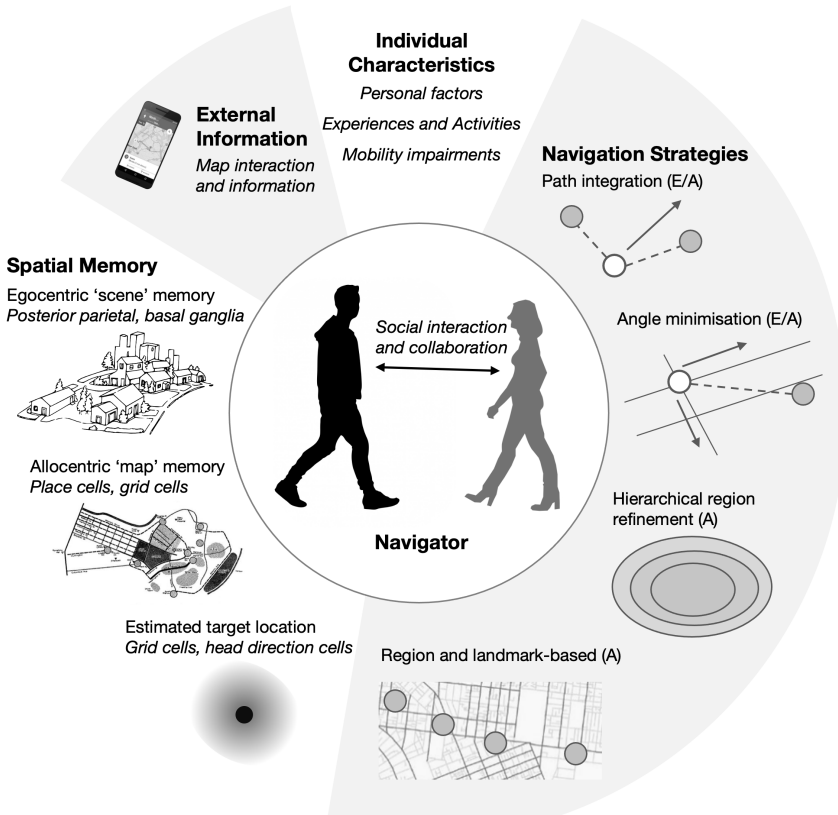 Individual
Characteristics
Personal factors
Experiences and Activities
Mobility impairments
External
Information
Map interaction
and information
Navigation Strategies
Path integration (E/A)
Angle minimisation (E/A)
Hierarchical region
refinement (A)
Region and landmark-based (A)
Spatial Memory
Egocentric ‘scene’ memory
Posterior parietal, basal ganglia
Allocentric ‘map’ memory
Place cells, grid cells
Estimated target location
Grid cells, head direction cells
Social interaction
and collaboration
Navigator